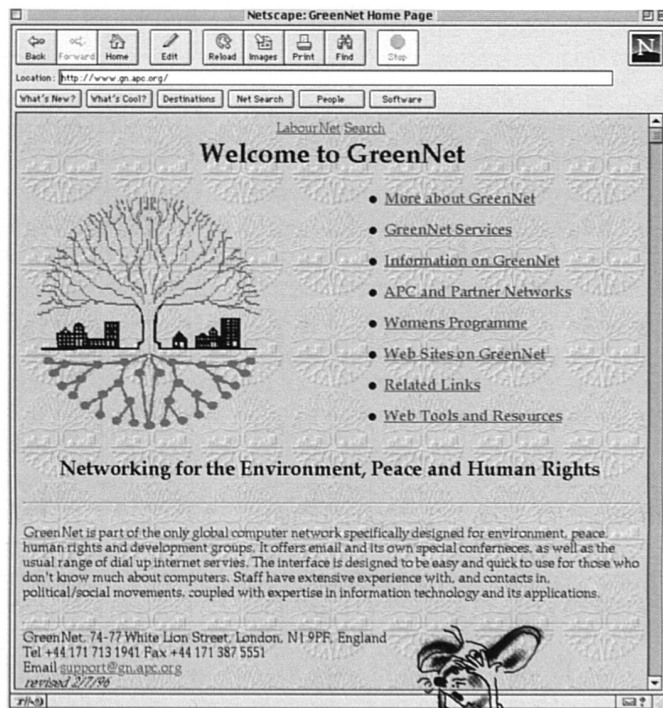 Netscape: GreenNet Home Page
Back Forward Home Edit Reload Images Print Find Stop
N
Location: http://www.gn.apc.org/
What's New? What's Cool? Destinations Net Search People Software
LabourNet Search
Welcome to GreenNet
More about GreenNet
GreenNet Services
Information on GreenNet
APC and Partner Networks
Womens Programme
Web Sites on GreenNet
Related Links
Web Tools and Resources
Networking for the Environment, Peace and Human Rights
GreenNet is part of the only global computer network specifically designed for environment, peace,
human rights and development groups. It offers email and its own special conferneces, as well as the
usual range of dial up internet servies. The interface is designed to be easy and quick to use for those who
don't know much about computers. Staff have extensive experience with, and contacts in,
political/social movements, coupled with expertise in information technology and its applications.
GreenNet, 74-77 White Lion Street, London, N1 9PF, England
Tel +44 171 713 1941 Fax +44 171 387 5551
Email support@gn.apc.org
revised 2/7/96